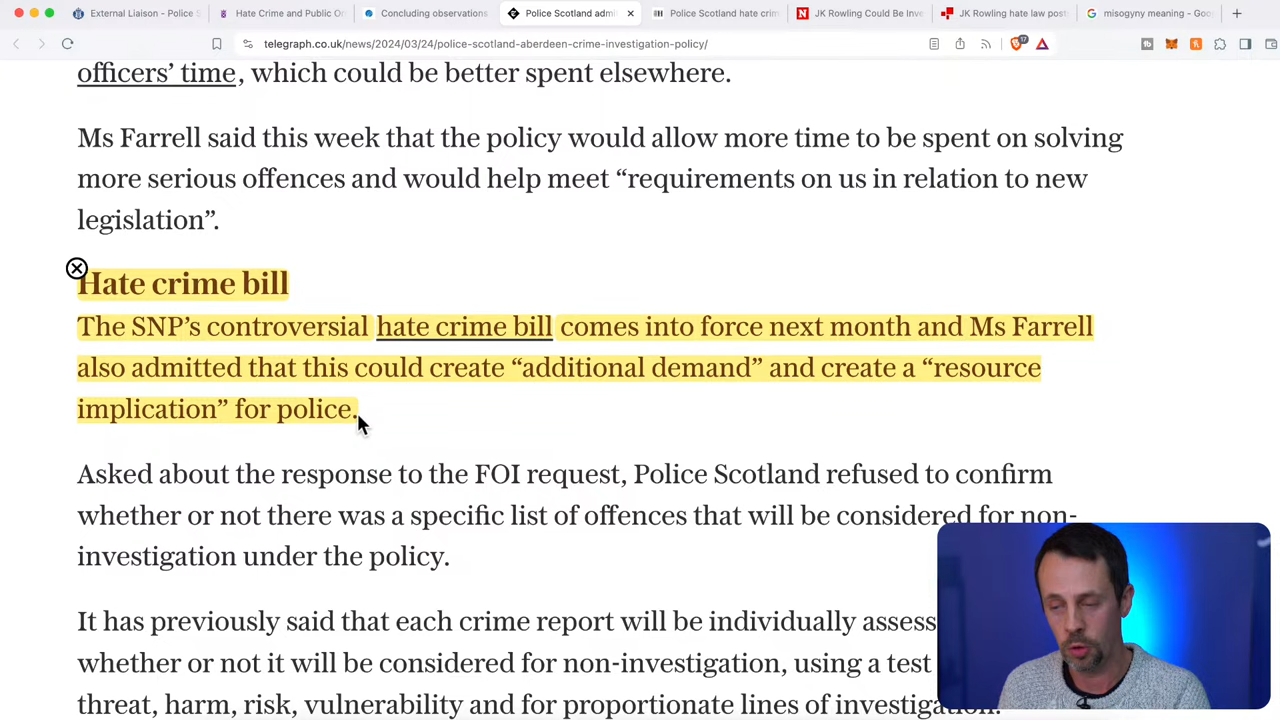 External Liaison - Police S
Hate Crime and Public Or
Concluding observations
Police Scotland adm
Police Scotland hate crim
JK Rowling Could Be Inve
JK Rowling hate law post
misogyny meaning - Goo
telegraph.co.uk/news/2024/03/24/police-scotland-aberdeen-crime-investigation-policy/
17
officers’ time, which could be better spent elsewhere.
Ms Farrell said this week that the policy would allow more time to be spent on solving
more serious offences and would help meet “requirements on us in relation to new
legislation”.
Hate crime bill
The SNP’s controversial hate crime bill comes into force next month and Ms Farrell
also admitted that this could create “additional demand” and create a “resource
implication” for police.
Asked about the response to the FOI request, Police Scotland refused to confirm
whether or not there was a specific list of offences that will be considered for non-
investigation under the policy.
It has previously said that each crime report will be individually assess
whether or not it will be considered for non-investigation, using a test
threat, harm, risk, vulnerability and for proportionate lines of investigation.